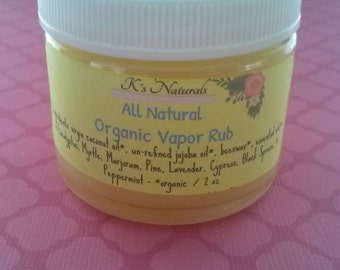 K's Naturals
All Natural
Organic Vapor Rub
virgin coconut oil*, un-refined jojoba oil*, beeswax*, essential
Eucalyptus, Myrtle, Marjoram, Pine, Lavender, Cypress, Black Spruce &
Peppermint - *organic / 2 oz